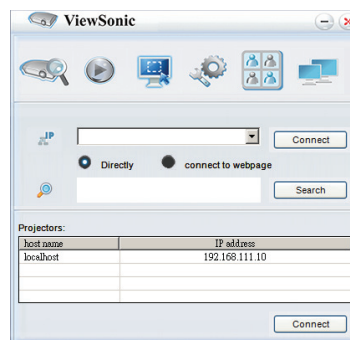 ViewSonic
IP
Connect
Directly connect to webpage
Search
Projectors:
host name IP address
localhost 192.168.111.10
Connect